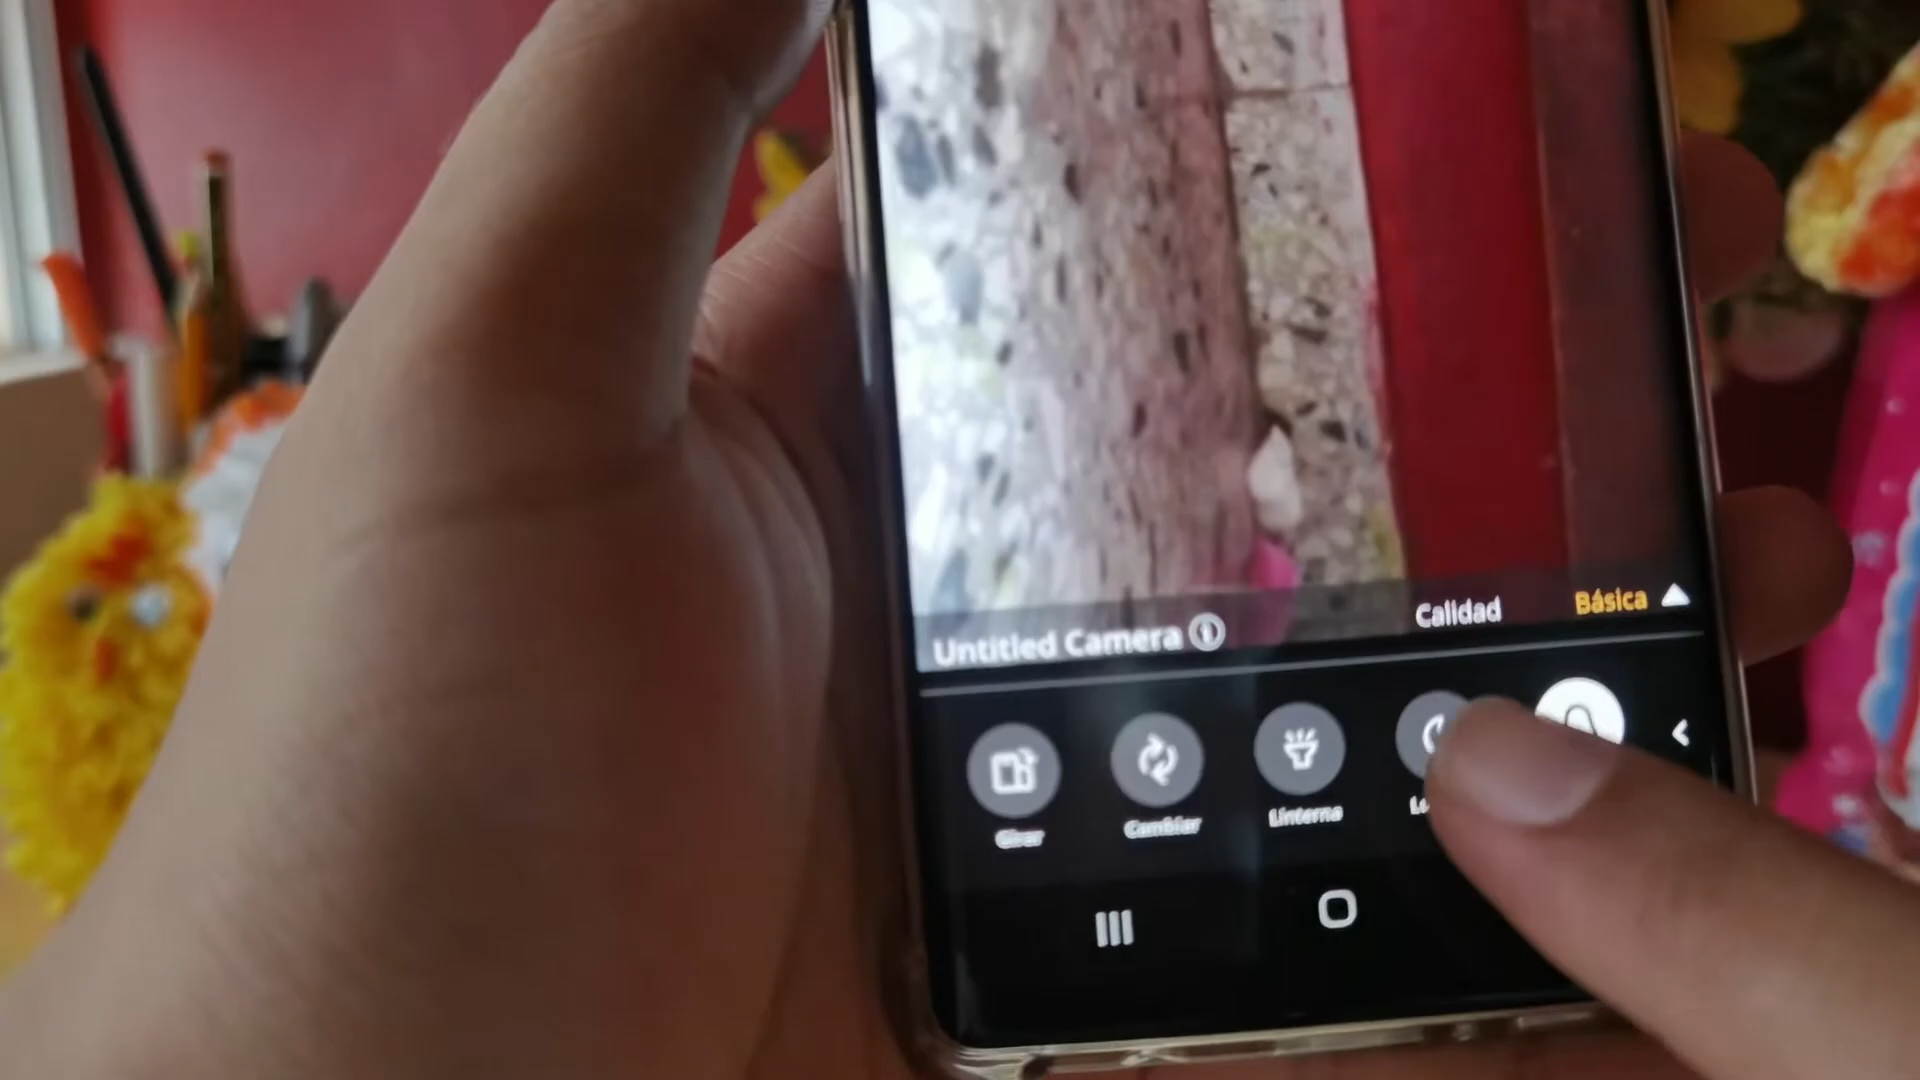 Untitled Camera
Calidad
Básica
Girar
Cambiar
Linterna